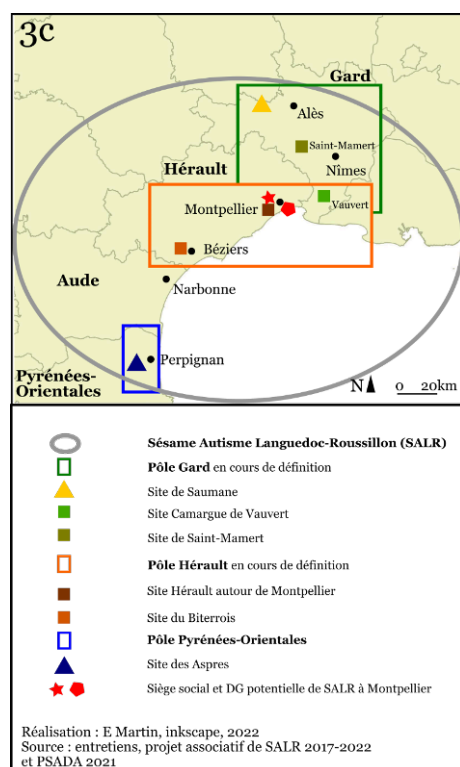 3c
Gard
Alès
Saint-Mamert
Nîmes
Hérault
Vauvert
Montpellier
Béziers
Aude
Narbonne
Perpignan
Pyrénées-
Orientales
N
0 20km
Sésame Autisme Languedoc-Roussillon (SALR)
Pôle Gard en cours de définition
Site de Saumane
Site Camargue de Vauvert
Site de Saint-Mamert
Pôle Hérault en cours de définition
Site Hérault autour de Montpellier
Site du Biterrois
Pôle Pyrénées-Orientales
Site des Aspres
Siège social et DG potentielle de SALR à Montpellier
Réalisation : E Martin, inkscape, 2022
Source : entretiens, projet associatif de SALR 2017-2022
et PSADA 2021